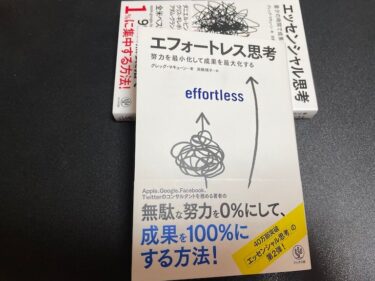 エッセンシャル思考
1%に集中する方法!
エフォートレス思考
努力を最小化して成果を最大化する
グレッグ・マキューン 著 高橋璃子 訳
effortless
Apple、Google、Facebook、
Twitterのコンサルタントを務める著者の
無駄な努力を0%にして、
成果を100%に
する方法!
40万部突破
『エッセンシャル思考』の
第2弾!